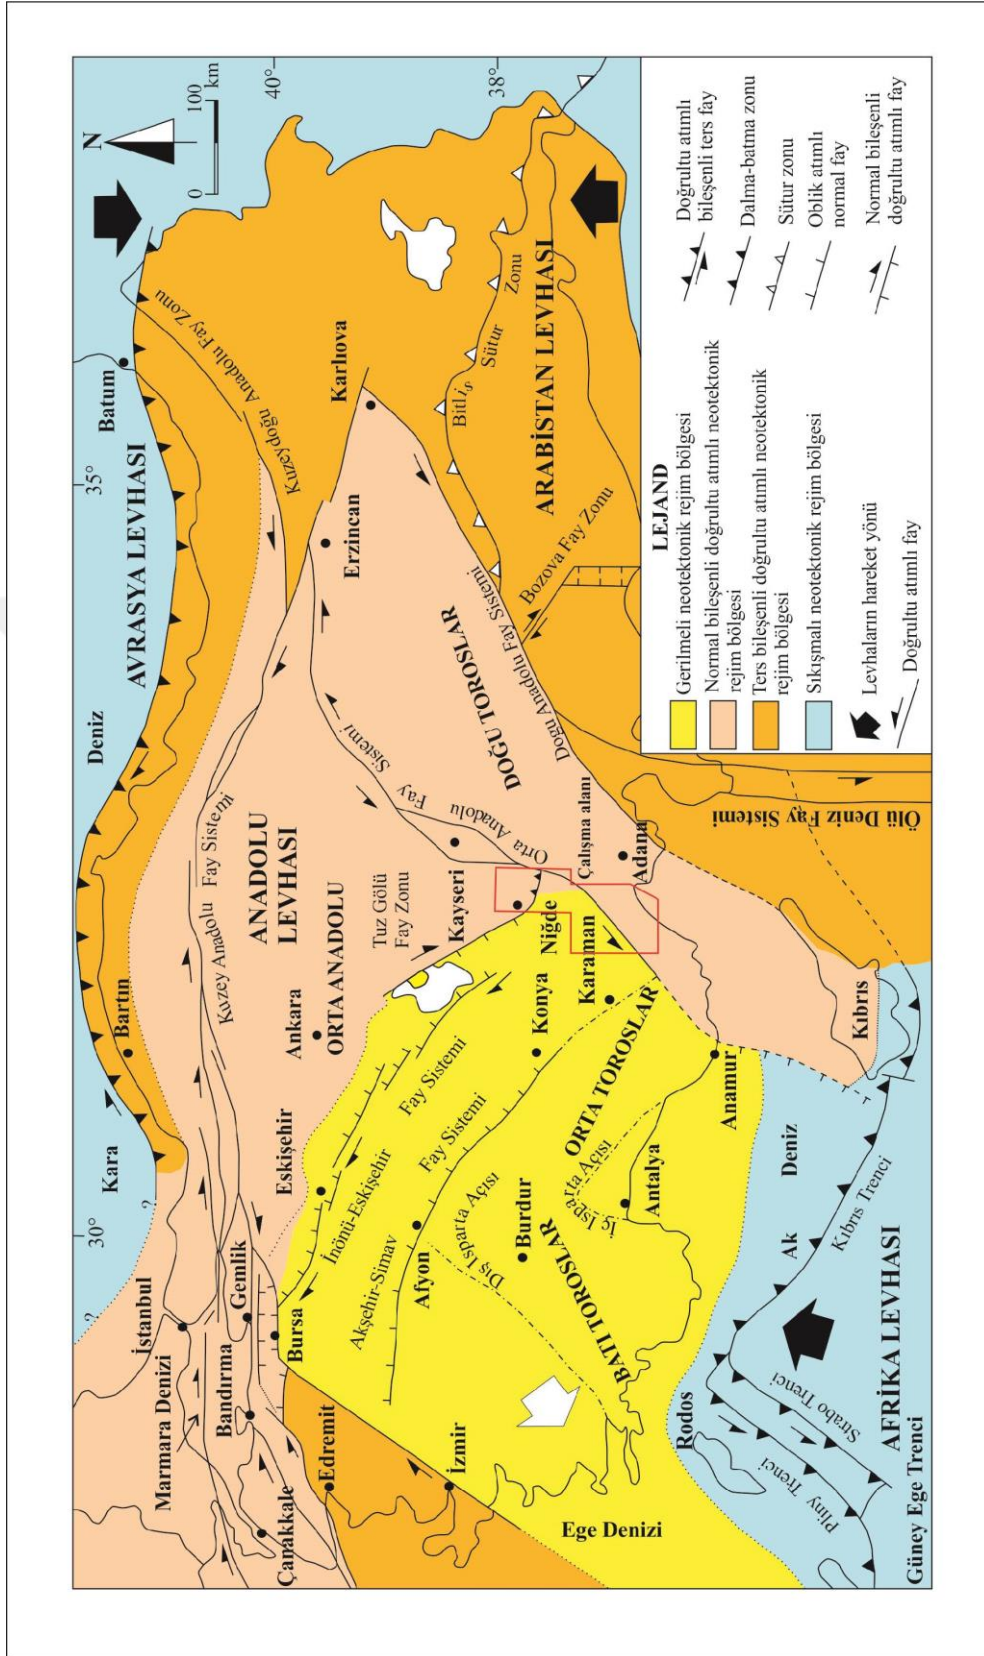 N
0
100
km
40°
38°
35°
30°
AVRASYA LEVHASI
Kara
Deniz
Batum
Bartın
?
?
İstanbul
Marmara Denizi
Gemlik
Bandırma
Bursa
Çanakkale
Edremit
İzmir
Ege Denizi
Eskişehir
Kuzey Anadolu
Fay Sistemi
ANADOLU
LEVHASI
Ankara
ORTA ANADOLU
Tuz Gölü
Fay Zonu
Kayseri
Orta Anadolu
Fay
Sistemi
Erzincan
Karlıova
Kuzeydoğu Anadolu Fay Zonu
DOĞU TOROSLAR
Doğu Anadolu Fay Sistemi
Bitlis
Sütur
Zonu
ARABİSTAN LEVHASI
Bozova Fay Zonu
Çalışma alanı
Adana
Niğde
Karaman
Konya
İnönü-Eskişehir
Fay Sistemi
Akşehir-Simav
Fay Sistemi
Afyon
Dış Isparta Açısı
Burdur
İç Isparta Açısı
Antalya
ORTA TOROSLAR
BATI TOROSLAR
Anamur
Kıbrıs
Ölü Deniz Fay Sistemi
Rodos
Ak
Deniz
Kıbrıs Trenci
Strabo Trenci
Pliny Trenci
AFRİKA LEVHASI
Güney Ege Trenci
LEJAND
Gerilmeli neotektonik rejim bölgesi
Normal bileşenli doğrultu atımlı neotektonik
rejim bölgesi
Ters bileşenli doğrultu atımlı neotektonik
rejim bölgesi
Sıkışmalı neotektonik rejim bölgesi
Levhaların hareket yönü
Doğrultu atımlı fay
Doğrultu atımlı
bileşenli ters fay
Dalma-batma zonu
Sütur zonu
Oblik atımlı
normal fay
Normal bileşenli
doğrultu atımlı fay